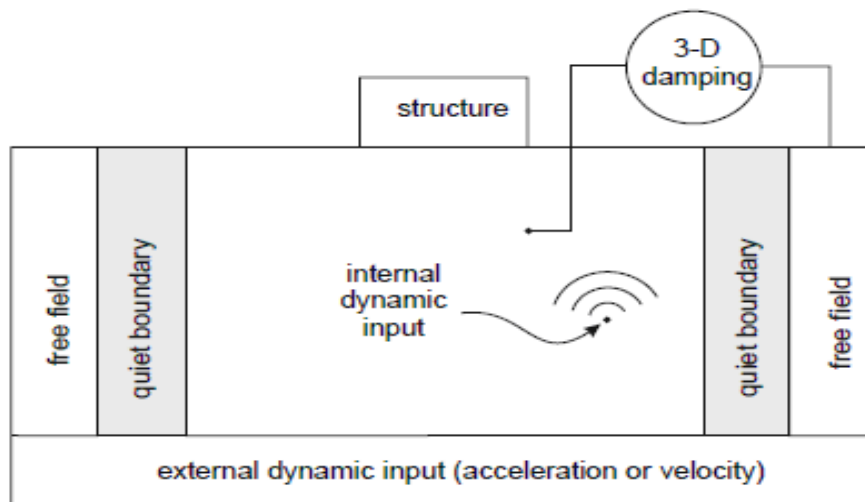 3-D
damping
structure
free field
quiet boundary
internal
dynamic
input
quiet boundary
free field
external dynamic input (acceleration or velocity)